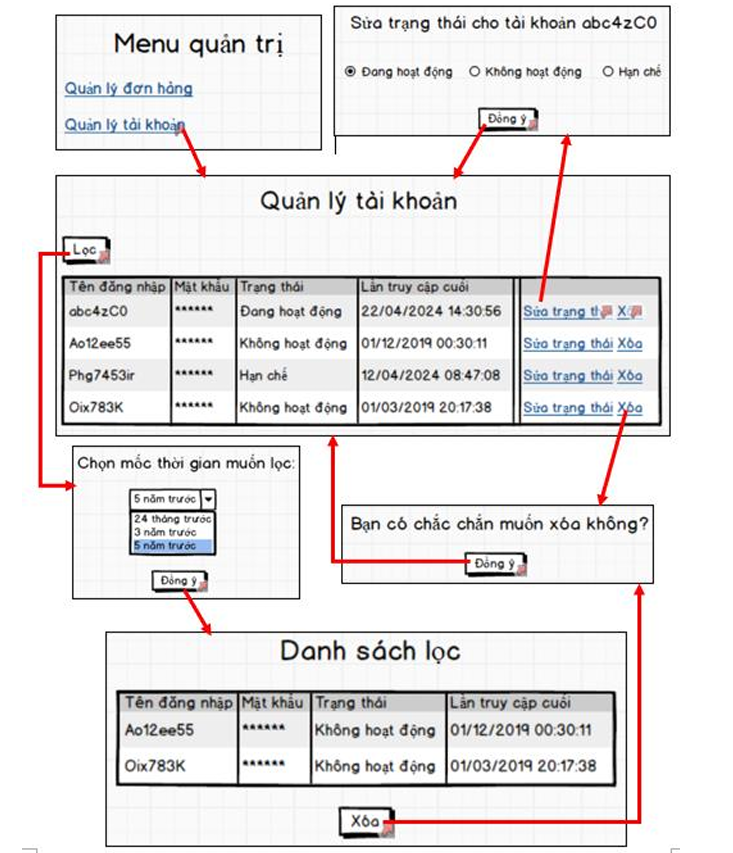 Menu quản trị
Quản lý đơn hàng
Quản lý tài khoản
Sửa trạng thái cho tài khoản abc4zC0
Đang hoạt động Không hoạt động Hạn chế
Đồng ý
Quản lý tài khoản
Lọc
Tên đăng nhập Mật khẩu Trạng thái Lần truy cập cuối
abc4zC0 ****** Đang hoạt động 22/04/2024 14:30:56 Sửa trạng
Ao12ee55 ****** Không hoạt động 01/12/2019 00:30:11 Sửa trạng thái Xóa
Phg7453ir ****** Hạn chế 12/04/2024 08:47:08 Sửa trạng thái Xóa
Oix783K ****** Không hoạt động 01/03/2019 20:17:38 Sửa trạng thái Xóa
Chọn mốc thời gian muốn lọc:
5 năm trước
24 tháng trước
3 năm trước
5 năm trước
Đồng ý
Bạn có chắc chắn muốn xóa không?
Đồng ý
Danh sách lọc
Tên đăng nhập Mật khẩu Trạng thái Lần truy cập cuối
Ao12ee55 ****** Không hoạt động 01/12/2019 00:30:11
Oix783K ****** Không hoạt động 01/03/2019 20:17:38
Xóa